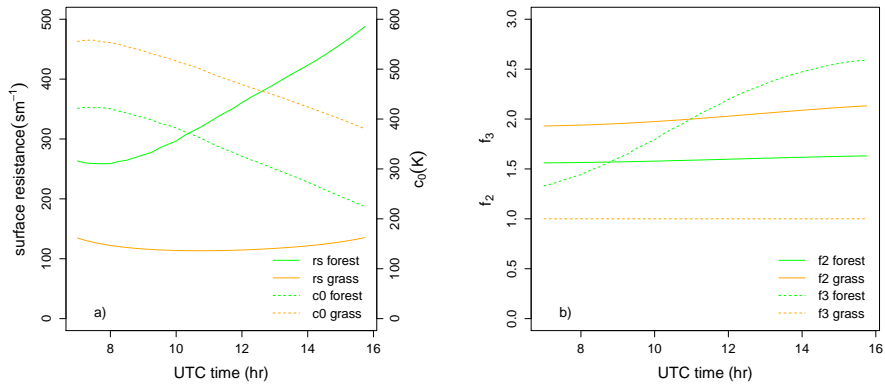 surface resistance(sm⁻¹)
0 100 200 300 400 500
8 10 12 14 16
UTC time (hr)
0 100 200 300 400 500 600
c₀(K)
rs forest
rs grass
c0 forest
c0 grass
a)
f₂ f₃
0.0 0.5 1.0 1.5 2.0 2.5 3.0
8 10 12 14 16
UTC time (hr)
f2 forest
f2 grass
f3 forest
f3 grass
b)